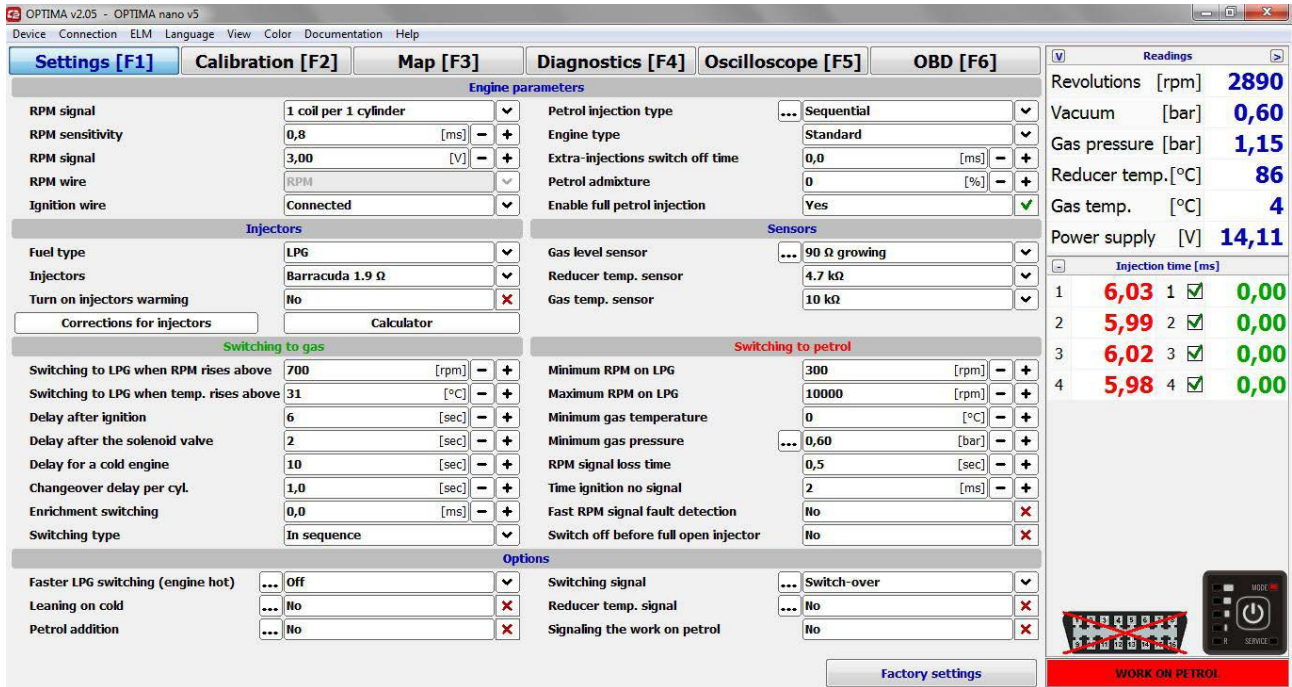 OPTIMA v2.05 - OPTIMA nano v5
Device Connection ELM Language View Color Documentation Help
Settings [F1] Calibration [F2] Map [F3] Diagnostics [F4] Oscilloscope [F5] OBD [F6]
Engine parameters
RPM signal 1 coil per 1 cylinder
RPM sensitivity 0,8 [ms] - +
RPM signal 3,00 [V] - +
RPM wire RPM
Ignition wire Connected
Petrol injection type ... Sequential
Engine type Standard
Extra-injections switch off time 0,0 [ms] - +
Petrol admixture 0 [%] - +
Enable full petrol injection Yes
Injectors
Fuel type LPG
Injectors Barracuda 1.9 Ω
Turn on injectors warming No
Corrections for injectors Calculator
Sensors
Gas level sensor ... 90 Ω growing
Reducer temp. sensor 4.7 kΩ
Gas temp. sensor 10 kΩ
Switching to gas
Switching to LPG when RPM rises above 700 [rpm] - +
Switching to LPG when temp. rises above 31 [°C] - +
Delay after ignition 6 [sec] - +
Delay after the solenoid valve 2 [sec] - +
Delay for a cold engine 10 [sec] - +
Changeover delay per cyl. 1,0 [sec] - +
Enrichment switching 0,0 [ms] - +
Switching type In sequence
Switching to petrol
Minimum RPM on LPG 300 [rpm] - +
Maximum RPM on LPG 10000 [rpm] - +
Minimum gas temperature 0 [°C] - +
Minimum gas pressure ... 0,60 [bar] - +
RPM signal loss time 0,5 [sec] - +
Time ignition no signal 2 [ms] - +
Fast RPM signal fault detection No
Switch off before full open injector No
Options
Faster LPG switching (engine hot) ... Off
Leaning on cold ... No
Petrol addition ... No
Switching signal ... Switch-over
Reducer temp. signal ... No
Signaling the work on petrol No
Factory settings
V Readings >
Revolutions [rpm] 2890
Vacuum [bar] 0,60
Gas pressure [bar] 1,15
Reducer temp.[°C] 86
Gas temp. [°C] 4
Power supply [V] 14,11
- Injection time [ms]
1 6,03 1 0,00
2 5,99 2 0,00
3 6,02 3 0,00
4 5,98 4 0,00
MODE
R SERVICE
WORK ON PETROL